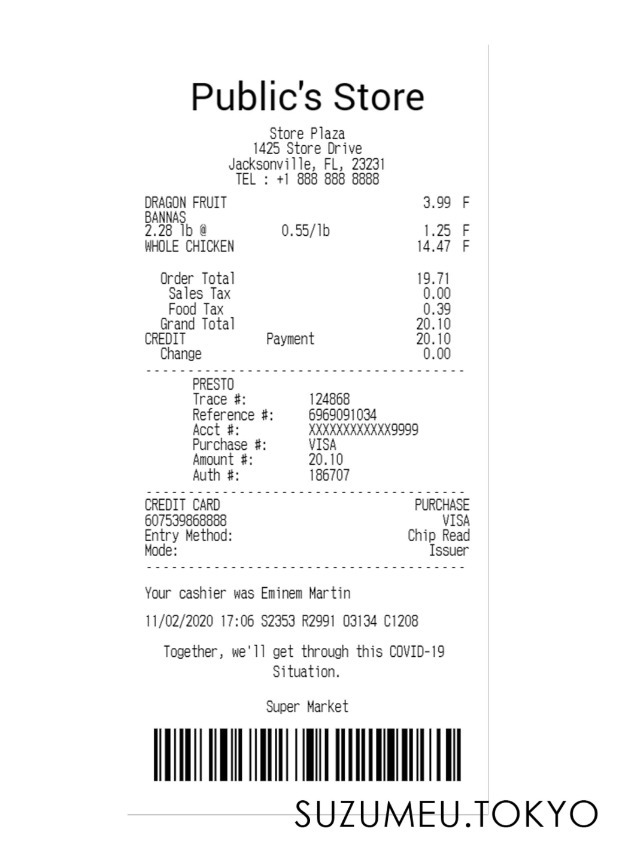 Public's Store
Store Plaza
1425 Store Drive
Jacksonville, FL, 23231
TEL : +1 888 888 8888
DRAGON FRUIT 3.99 F
BANNAS
2.28 lb @ 0.55/lb 1.25 F
WHOLE CHICKEN 14.47 F
Order Total 19.71
Sales Tax 0.00
Food Tax 0.39
Grand Total 20.10
CREDIT Payment 20.10
Change 0.00
PRESTO
Trace #: 124868
Reference #: 6969091034
Acct #: XXXXXXXXXXXX9999
Purchase #: VISA
Amount #: 20.10
Auth #: 186707
CREDIT CARD PURCHASE
607539868888 VISA
Entry Method: Chip Read
Mode: Issuer
Your cashier was Eminem Martin
11/02/2020 17:06 S2353 R2991 O3134 C1208
Together, we'll get through this COVID-19
Situation.
Super Market
SUZUMEU.TOKYO